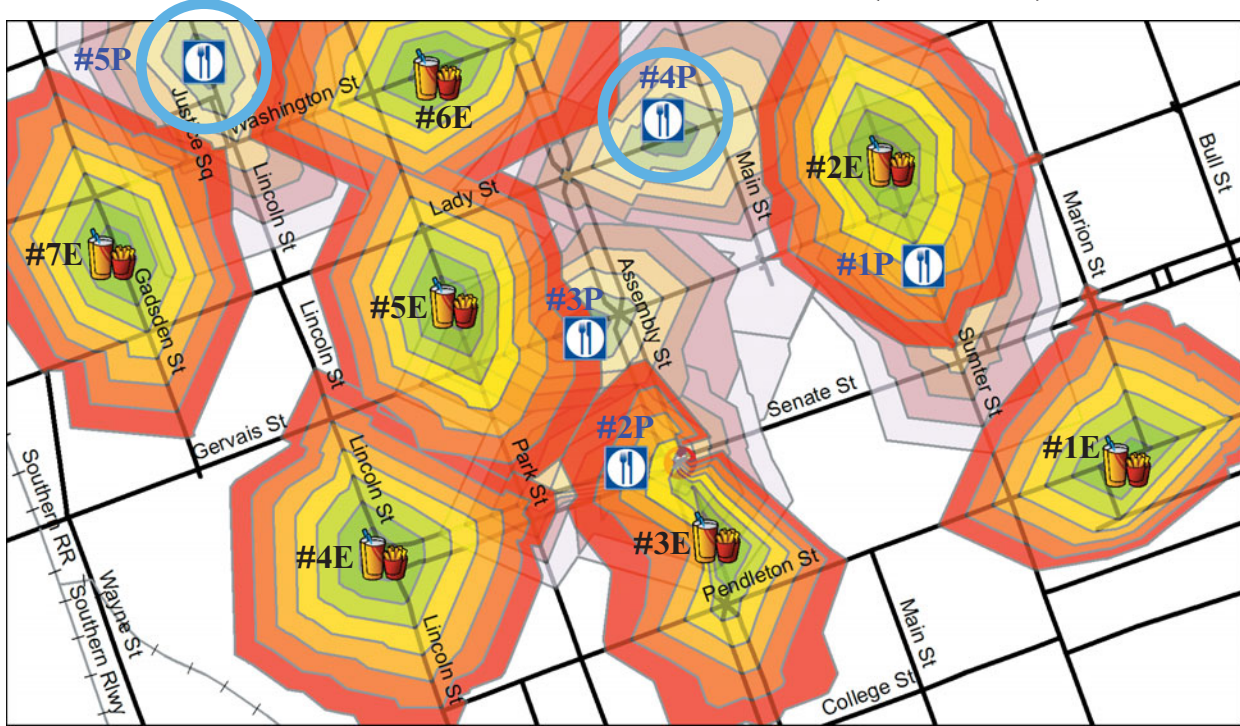 #5P
#4P
#6E
Washington St
Justice Sq
Bull St
#2E
Main St
Marion St
Lady St
Lincoln St
#7E
#1P
Assembly St
Gadsden St
#5E
#3P
Lincoln St
Sumter St
Senate St
Gervais St
#2P
#1E
Park St
Lincoln St
Southern RR
#4E
#3E
Pendleton St
Wayne St
Southern Rlwy
Main St
Lincoln St
College St